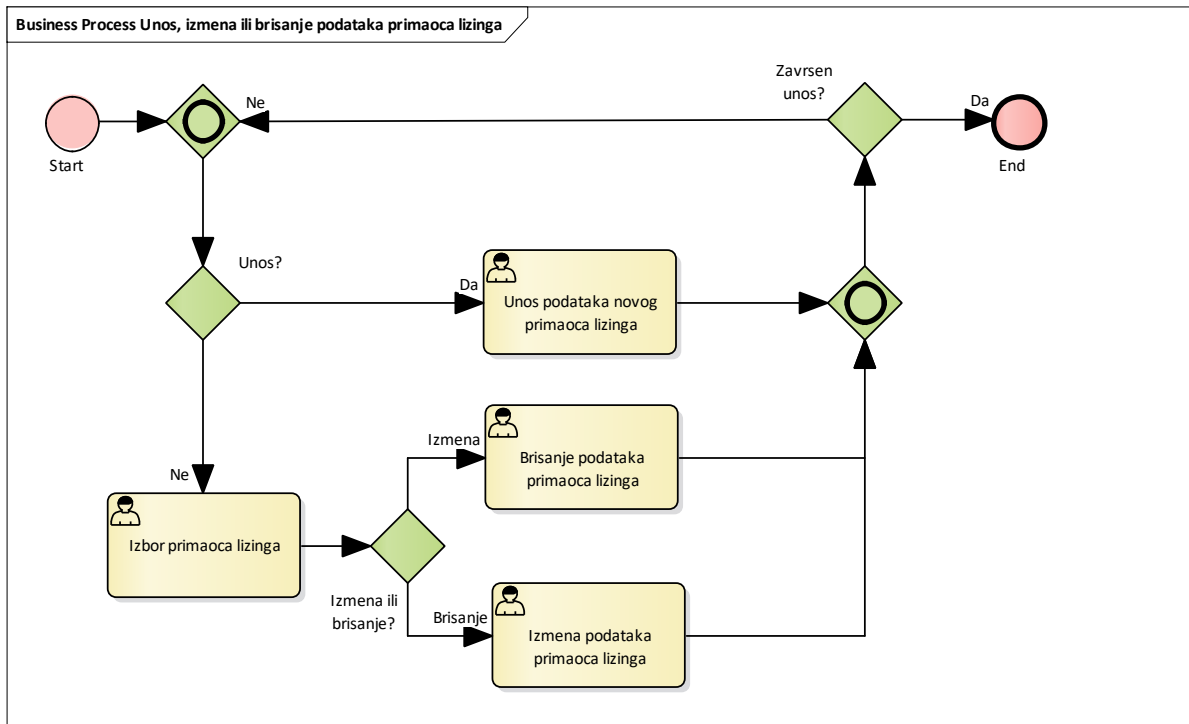 Business Process Unos, izmena ili brisanje podataka primaoca lizinga
Zavrsen
unos?
Ne
Da
Start
End
Unos?
Da
Unos podataka novog
primaoca lizinga
Izmena
Brisanje podataka
primaoca lizinga
Ne
Izbor primaoca lizinga
Izmena ili
brisanje?
Brisanje
Izmena podataka
primaoca lizinga